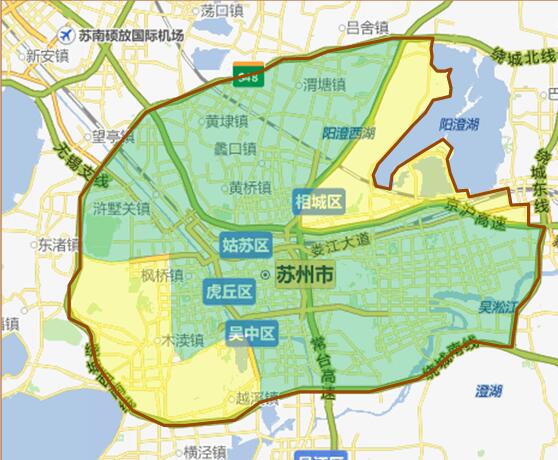 荡口镇
吕舍镇
苏南硕放国际机场
绕城北线
新安镇
S48
渭塘镇
黄埭镇
阳澄西湖
阳澄湖
望亭镇
蠡口镇
无锡支线
绕城东线
黄桥镇
相城区
浒墅关镇
京沪高速
东渚镇
姑苏区
娄江大道
枫桥镇
苏州市
虎丘区
吴淞江
吴中区
木渎镇
常台高速
绕城南线
澄湖
越溪镇
横泾镇